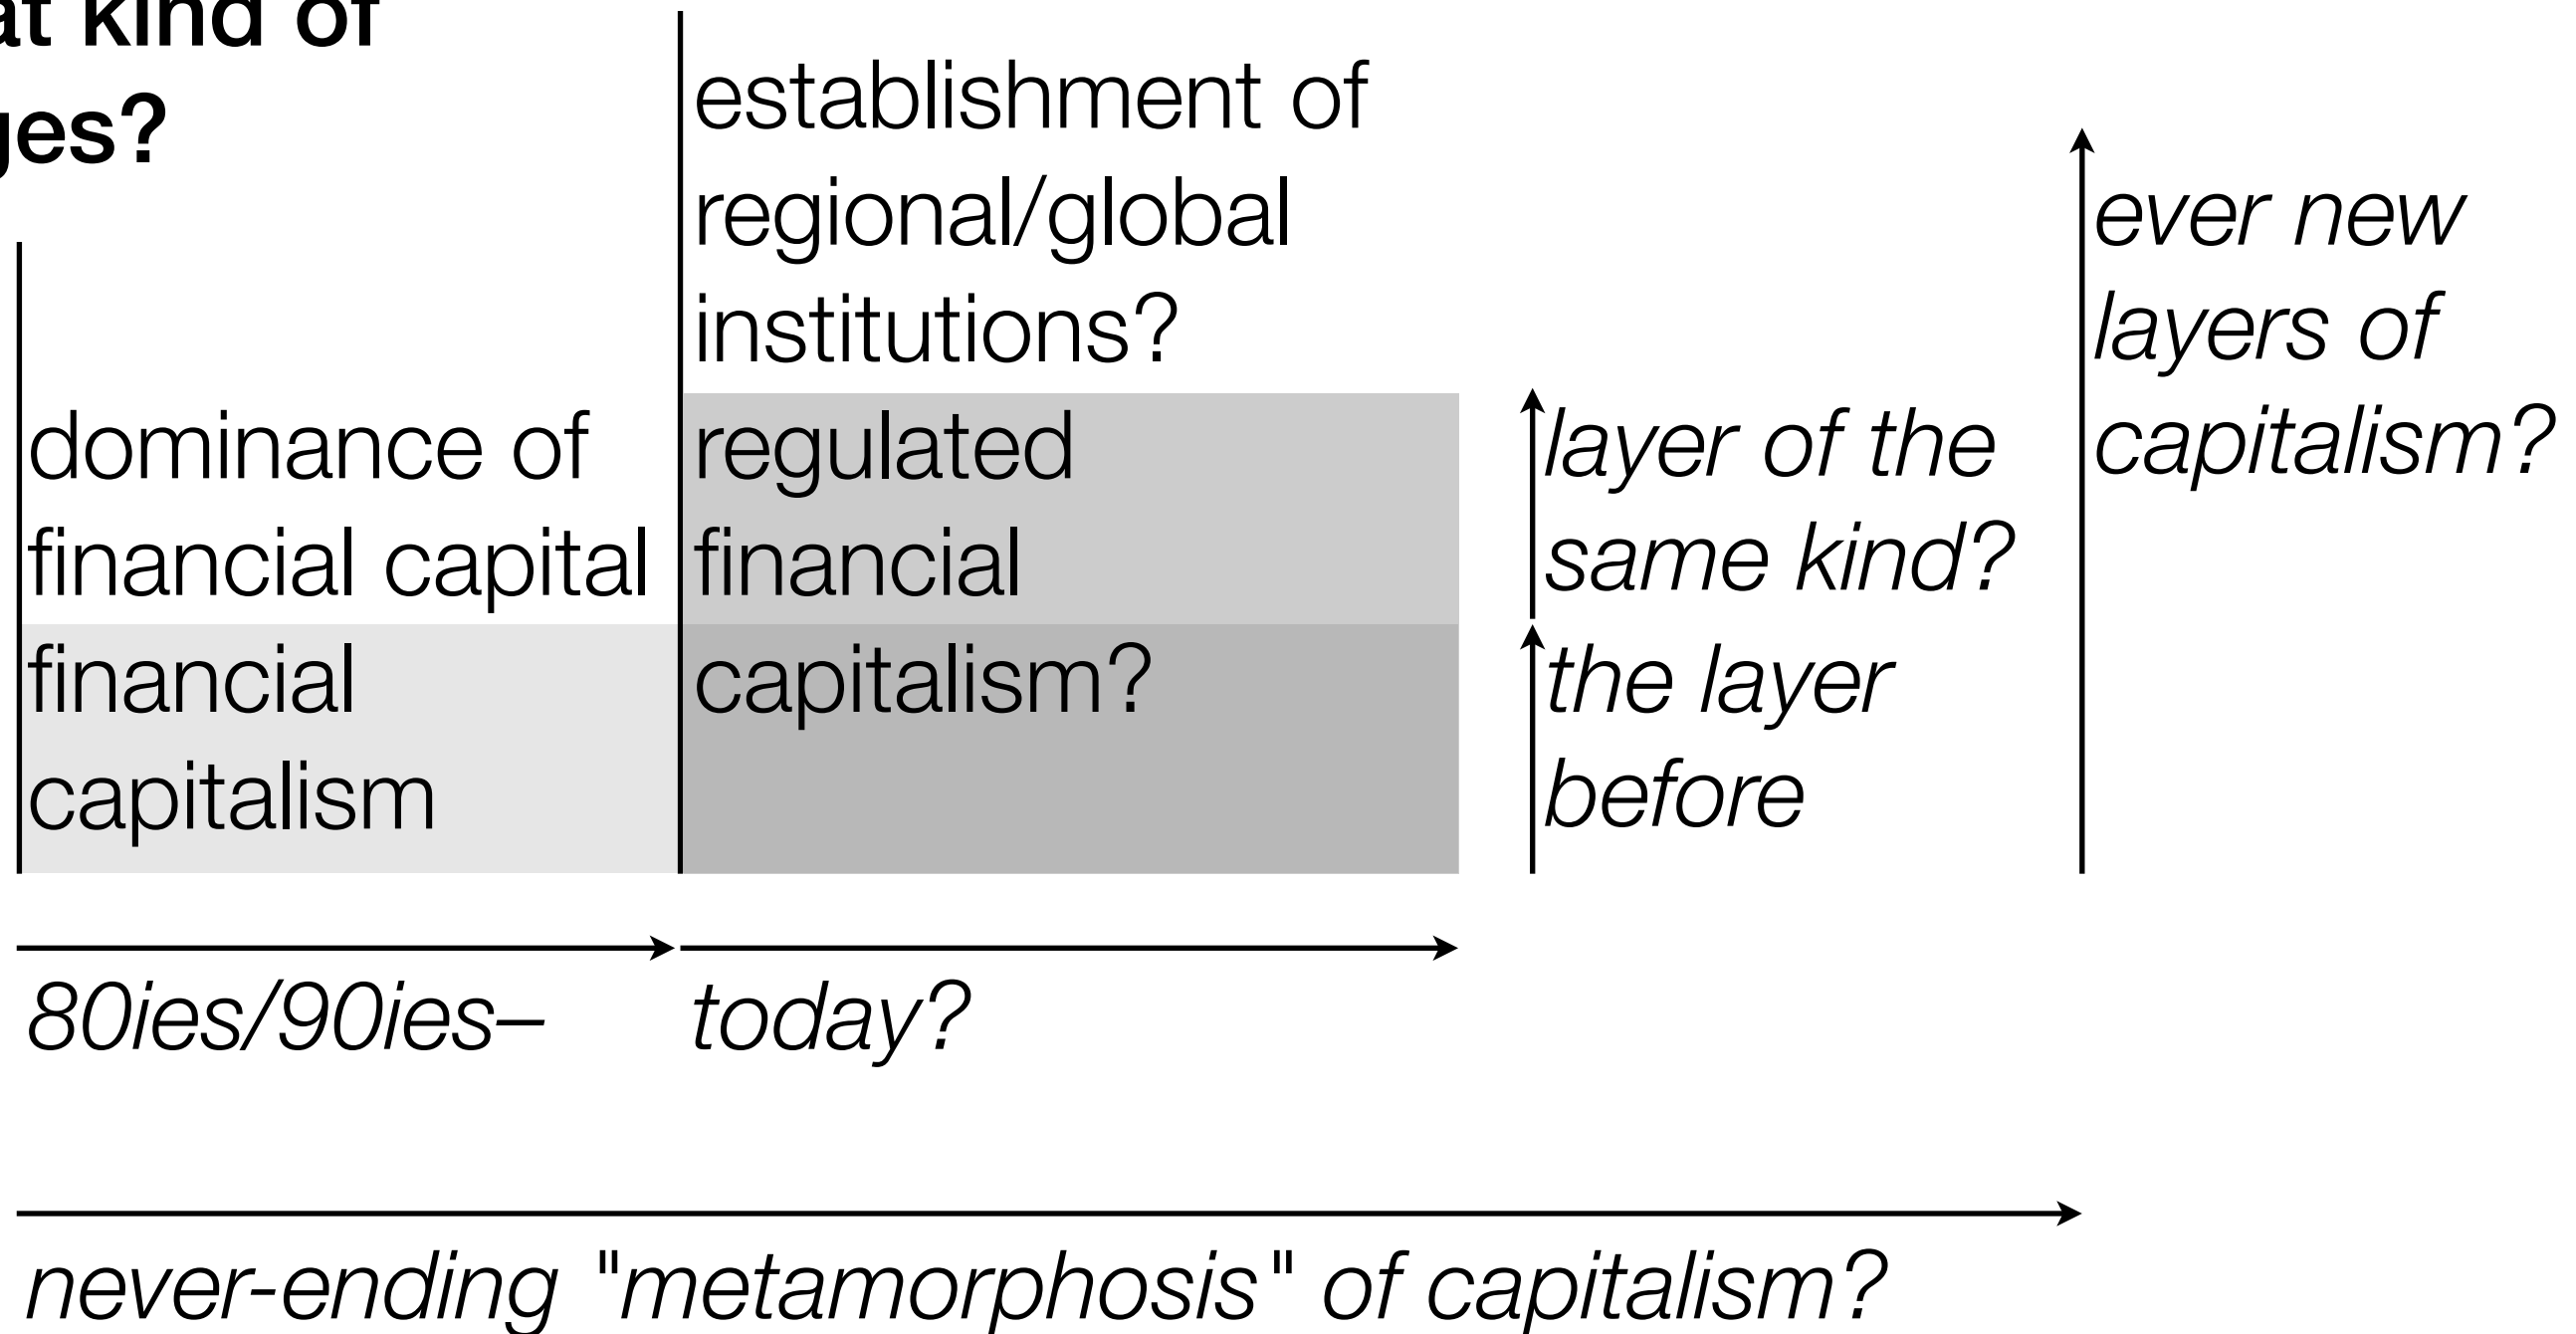 at kind of
ges?
establishment of
regional/global
institutions?
dominance of
financial capital
financial
capitalism
regulated
financial
capitalism?
layer of the
same kind?
the layer
before
ever new
layers of
capitalism?
80ies/90ies–
today?
never-ending "metamorphosis" of capitalism?